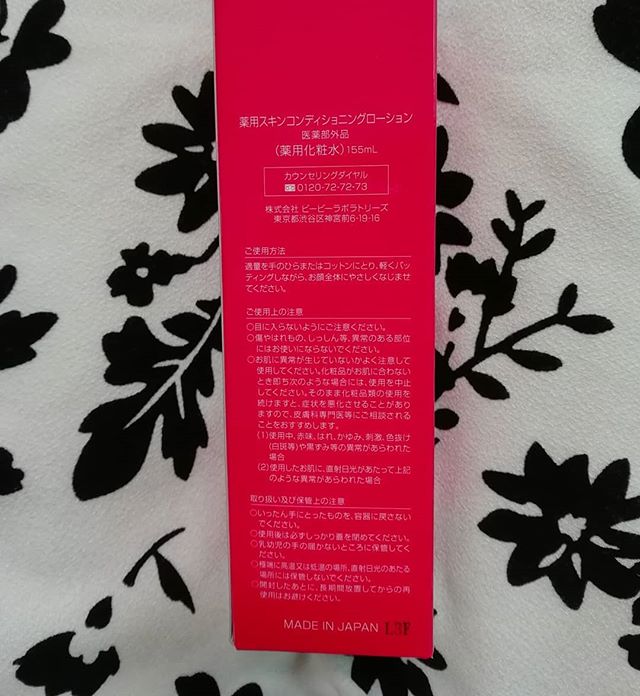 薬用スキンコンディショニングローション
医薬部外品
(薬用化粧水)155mL
カウンセリングダイヤル
0120-72-72-73
株式会社 ビービーラボラトリーズ
東京都渋谷区神宮前6-19-16
ご使用方法
適量を手のひらまたはコットンにとり、軽くパッ
ティングしながら、お顔全体にやさしくなじませ
てください。
ご使用上の注意
○目に入らないようにご注意ください。
○傷やはれもの、しっしん等、異常のある部位
にはお使いにならないでください。
○お肌に異常が生じていないかよく注意して
使用してください。化粧品がお肌に合わない
とき即ち次のような場合には、使用を中止
してください。そのまま化粧品類の使用を
続けますと、症状を悪化させることがあり
ますので、皮膚科専門医等にご相談される
ことをおすすめします。
(1)使用中、赤味、はれ、かゆみ、刺激、色抜け
(白斑等)や黒ずみ等の異常があらわれた
場合
(2)使用したお肌に、直射日光があたって上記
のような異常があらわれた場合
取り扱い及び保管上の注意
○いったん手にとったものを、容器に戻さない
でください。
○使用後は必ずしっかり蓋を閉めてください。
○乳幼児の手の届かないところに保管してく
ださい。
○極端に高温又は低温の場所、直射日光のあたる
場所には保管しないでください。
○開封したあとに、長期間放置してからの再
使用はお避けください。
MADE IN JAPAN L3F